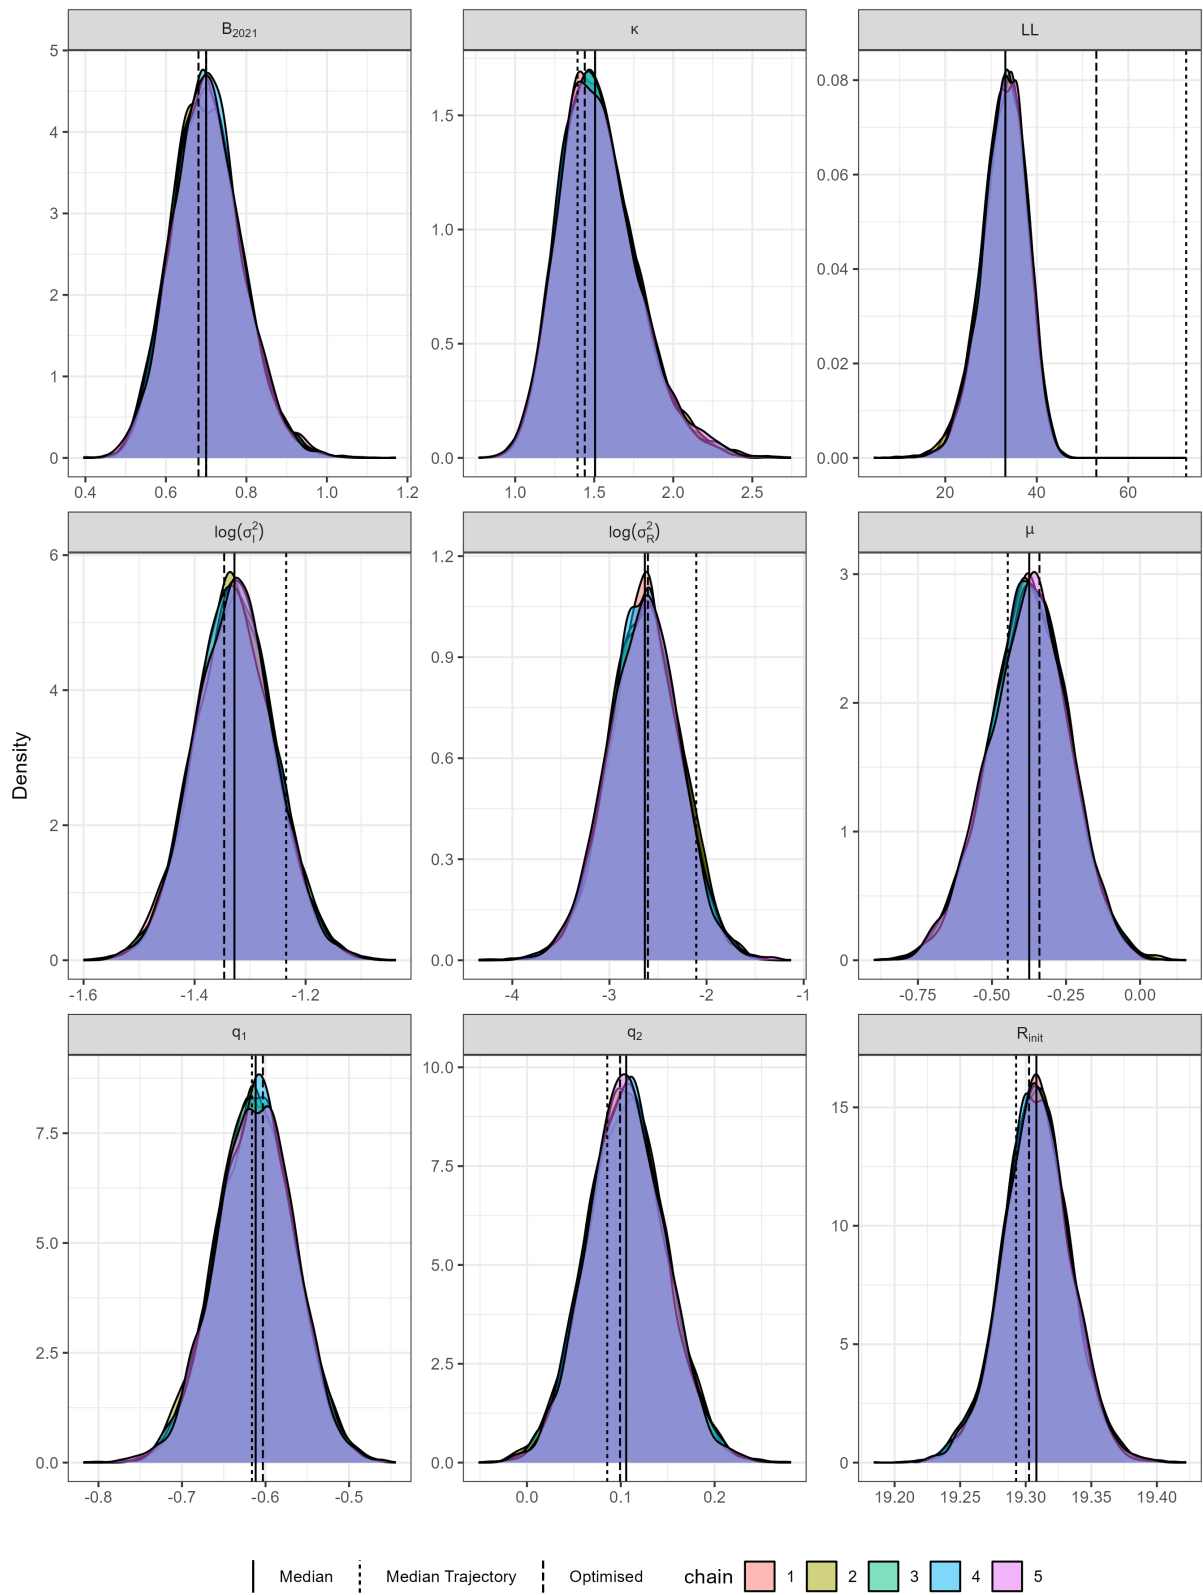 B₂₀₂₁ κ LL
5
4
3
2
1
0
0.4 0.6 0.8 1.0 1.2
1.5
1.0
0.5
0.0
1.0 1.5 2.0 2.5
0.08
0.06
0.04
0.02
0.00
20 40 60
log(σ_I^2) log(σ_R^2) μ
6
4
2
0
-1.6 -1.4 -1.2
1.2
0.9
0.6
0.3
0.0
-4 -3 -2 -1
3
2
1
0
-0.75 -0.50 -0.25 0.00
Density
q₁ q₂ R_init
7.5
5.0
2.5
0.0
-0.8 -0.7 -0.6 -0.5
10.0
7.5
5.0
2.5
0.0
0.0 0.1 0.2
15
10
5
0
19.20 19.25 19.30 19.35 19.40
Median Median Trajectory Optimised chain 1 2 3 4 5